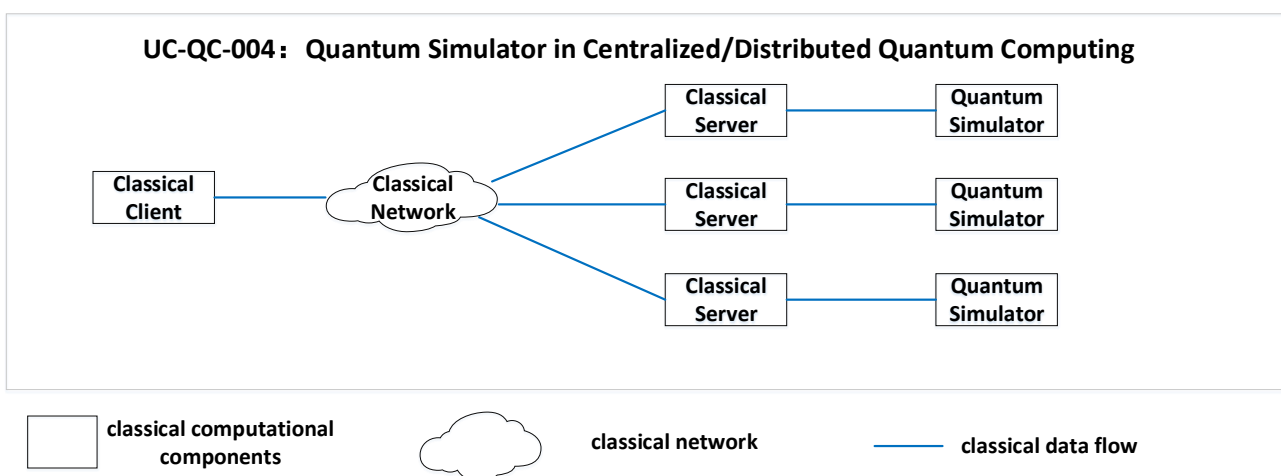 UC-QC-004：Quantum Simulator in Centralized/Distributed Quantum Computing
Classical
Server
Quantum
Simulator
Classical
Client
Classical
Network
Classical
Server
Quantum
Simulator
Classical
Server
Quantum
Simulator
classical computational
components
classical network
classical data flow